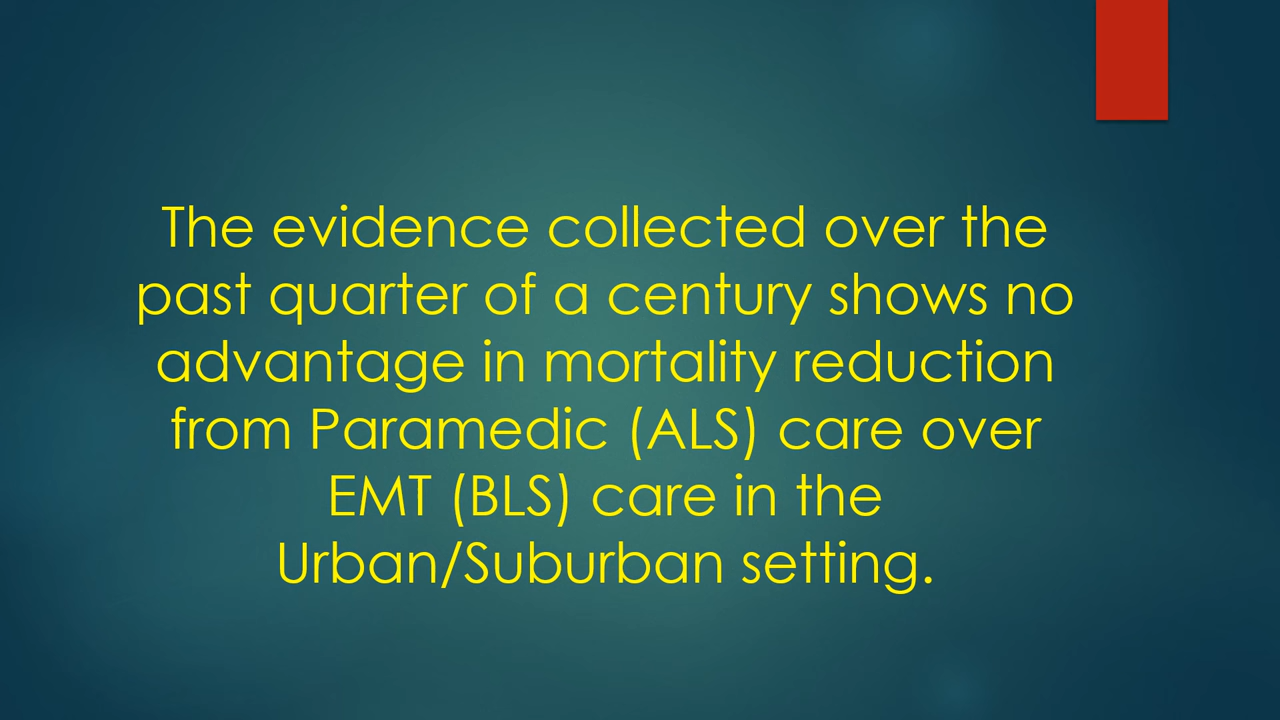 The evidence collected over the
past quarter of a century shows no
advantage in mortality reduction
from Paramedic (ALS) care over
EMT (BLS) care in the
Urban/Suburban setting.